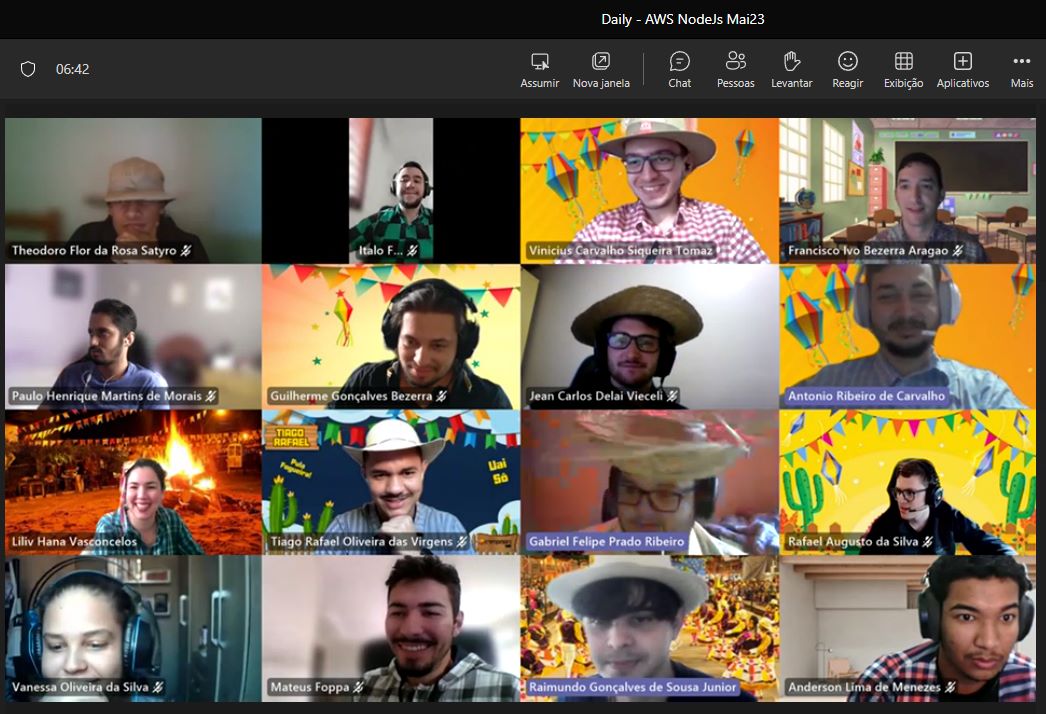 Daily - AWS NodeJs Mai23
06:42
Assumir Nova janela Chat Pessoas Levantar Reagir Exibição Aplicativos Mais
Theodoro Flor da Rosa Satyro
Italo F...
Vinicius Carvalho Siqueira Tomaz
Francisco Ivo Bezerra Aragao
Paulo Henrique Martins de Morais
Guilherme Gonçalves Bezerra
Jean Carlos Delai Vieceli
Antonio Ribeiro de Carvalho
Liliv Hana Vasconcelos
TIAGO
RAFAEL
Pula
Fogueira!
Uai
Só
Tiago Rafael Oliveira das Virgens
Gabriel Felipe Prado Ribeiro
Rafael Augusto da Silva
Vanessa Oliveira da Silva
Mateus Foppa
Raimundo Gonçalves de Sousa Junior
Anderson Lima de Menezes